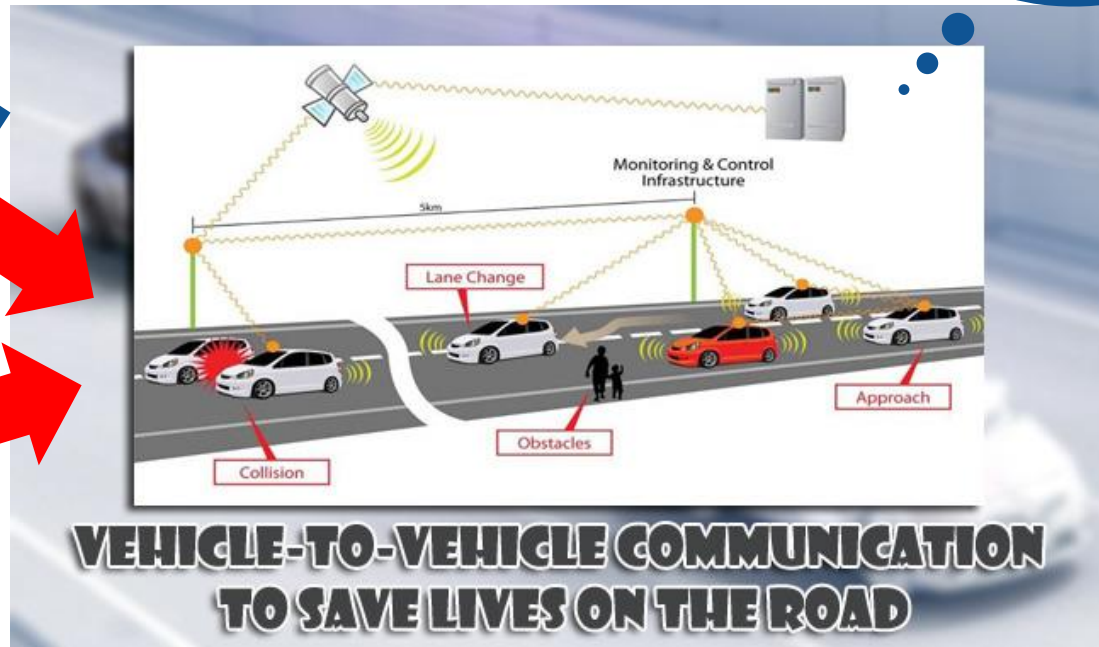 Monitoring & Control
Infrastructure
5km
Lane Change
Approach
Obstacles
Collision
VEHICLE-TO-VEHICLE COMMUNICATION
TO SAVE LIVES ON THE ROAD